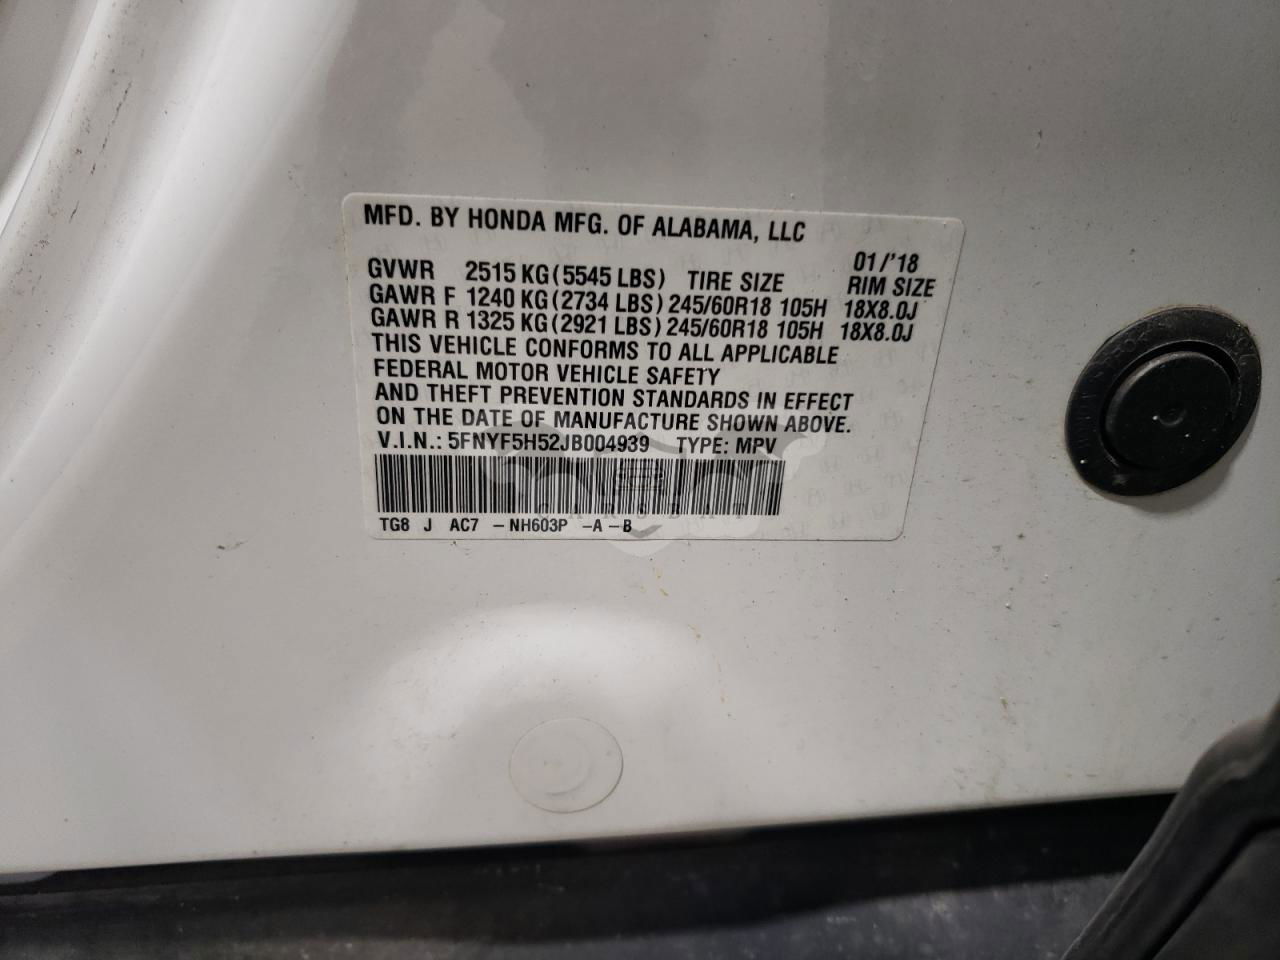 MFD. BY HONDA MFG. OF ALABAMA, LLC
01/'18
GVWR 2515 KG (5545 LBS) TIRE SIZE RIM SIZE
GAWR F 1240 KG (2734 LBS) 245/60R18 105H 18X8.0J
GAWR R 1325 KG (2921 LBS) 245/60R18 105H 18X8.0J
THIS VEHICLE CONFORMS TO ALL APPLICABLE
FEDERAL MOTOR VEHICLE SAFETY
AND THEFT PREVENTION STANDARDS IN EFFECT
ON THE DATE OF MANUFACTURE SHOWN ABOVE.
V.I.N.: 5FNYF5H52JB004939 TYPE: MPV
TG8 J AC7 -NH603P -A -B